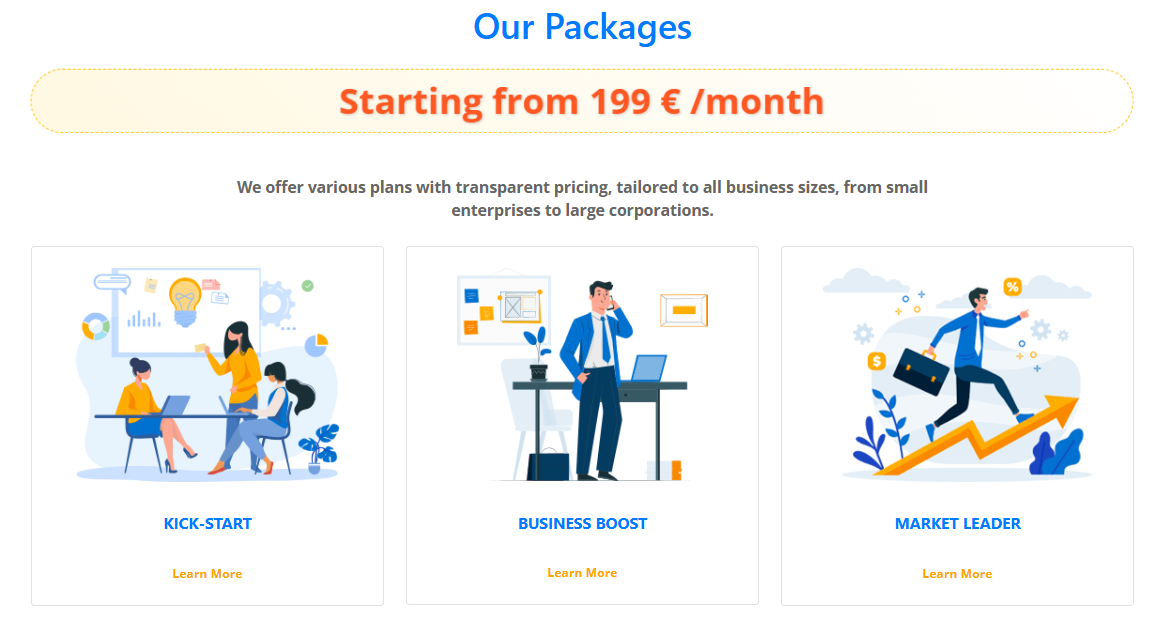 Our Packages
Starting from 199 € /month
We offer various plans with transparent pricing, tailored to all business sizes, from small
enterprises to large corporations.
%
$
KICK-START
BUSINESS BOOST
MARKET LEADER
Learn More
Learn More
Learn More